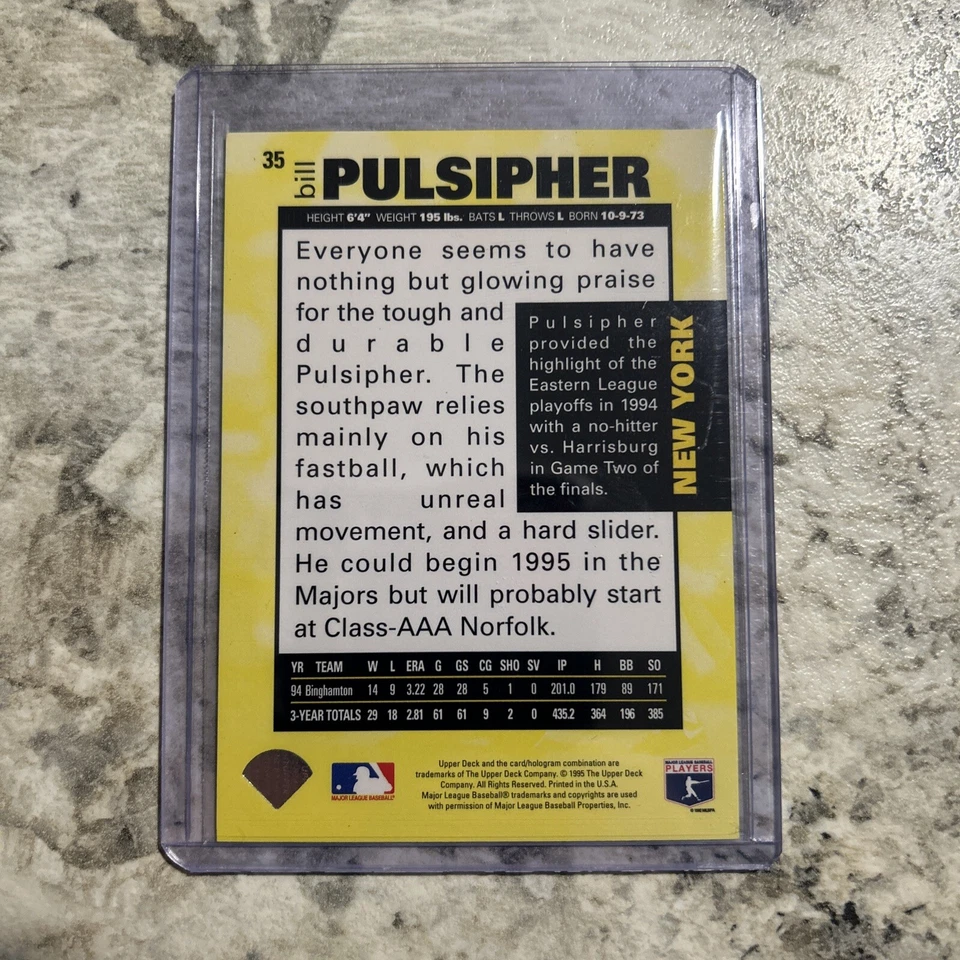 35
bill
PULSIPHER
HEIGHT 6'4" WEIGHT 195 lbs. BATS L THROWS L BORN 10-9-73
Everyone seems to have
nothing but glowing praise
for the tough and
durable
Pulsipher. The
southpaw relies
mainly on his
fastball, which
has unreal
movement, and a hard slider.
He could begin 1995 in the
Majors but will probably start
at Class-AAA Norfolk.
Pulsipher
provided the
highlight of the
Eastern League
playoffs in 1994
with a no-hitter
vs. Harrisburg
in Game Two of
the finals.
NEW YORK
YR TEAM W L ERA G GS CG SHO SV IP H BB SO
94 Binghamton 14 9 3.22 28 28 5 1 0 201.0 179 89 171
3-YEAR TOTALS 29 18 2.81 61 61 9 2 0 435.2 364 196 385
MAJOR LEAGUE BASEBALL
Upper Deck and the card/hologram combination are
trademarks of The Upper Deck Company. © 1995 The Upper Deck
Company. All Rights Reserved. Printed in the U.S.A.
Major League Baseball® trademarks and copyrights are used
with permission of Major League Baseball Properties, Inc.
MAJOR LEAGUE BASEBALL
PLAYERS